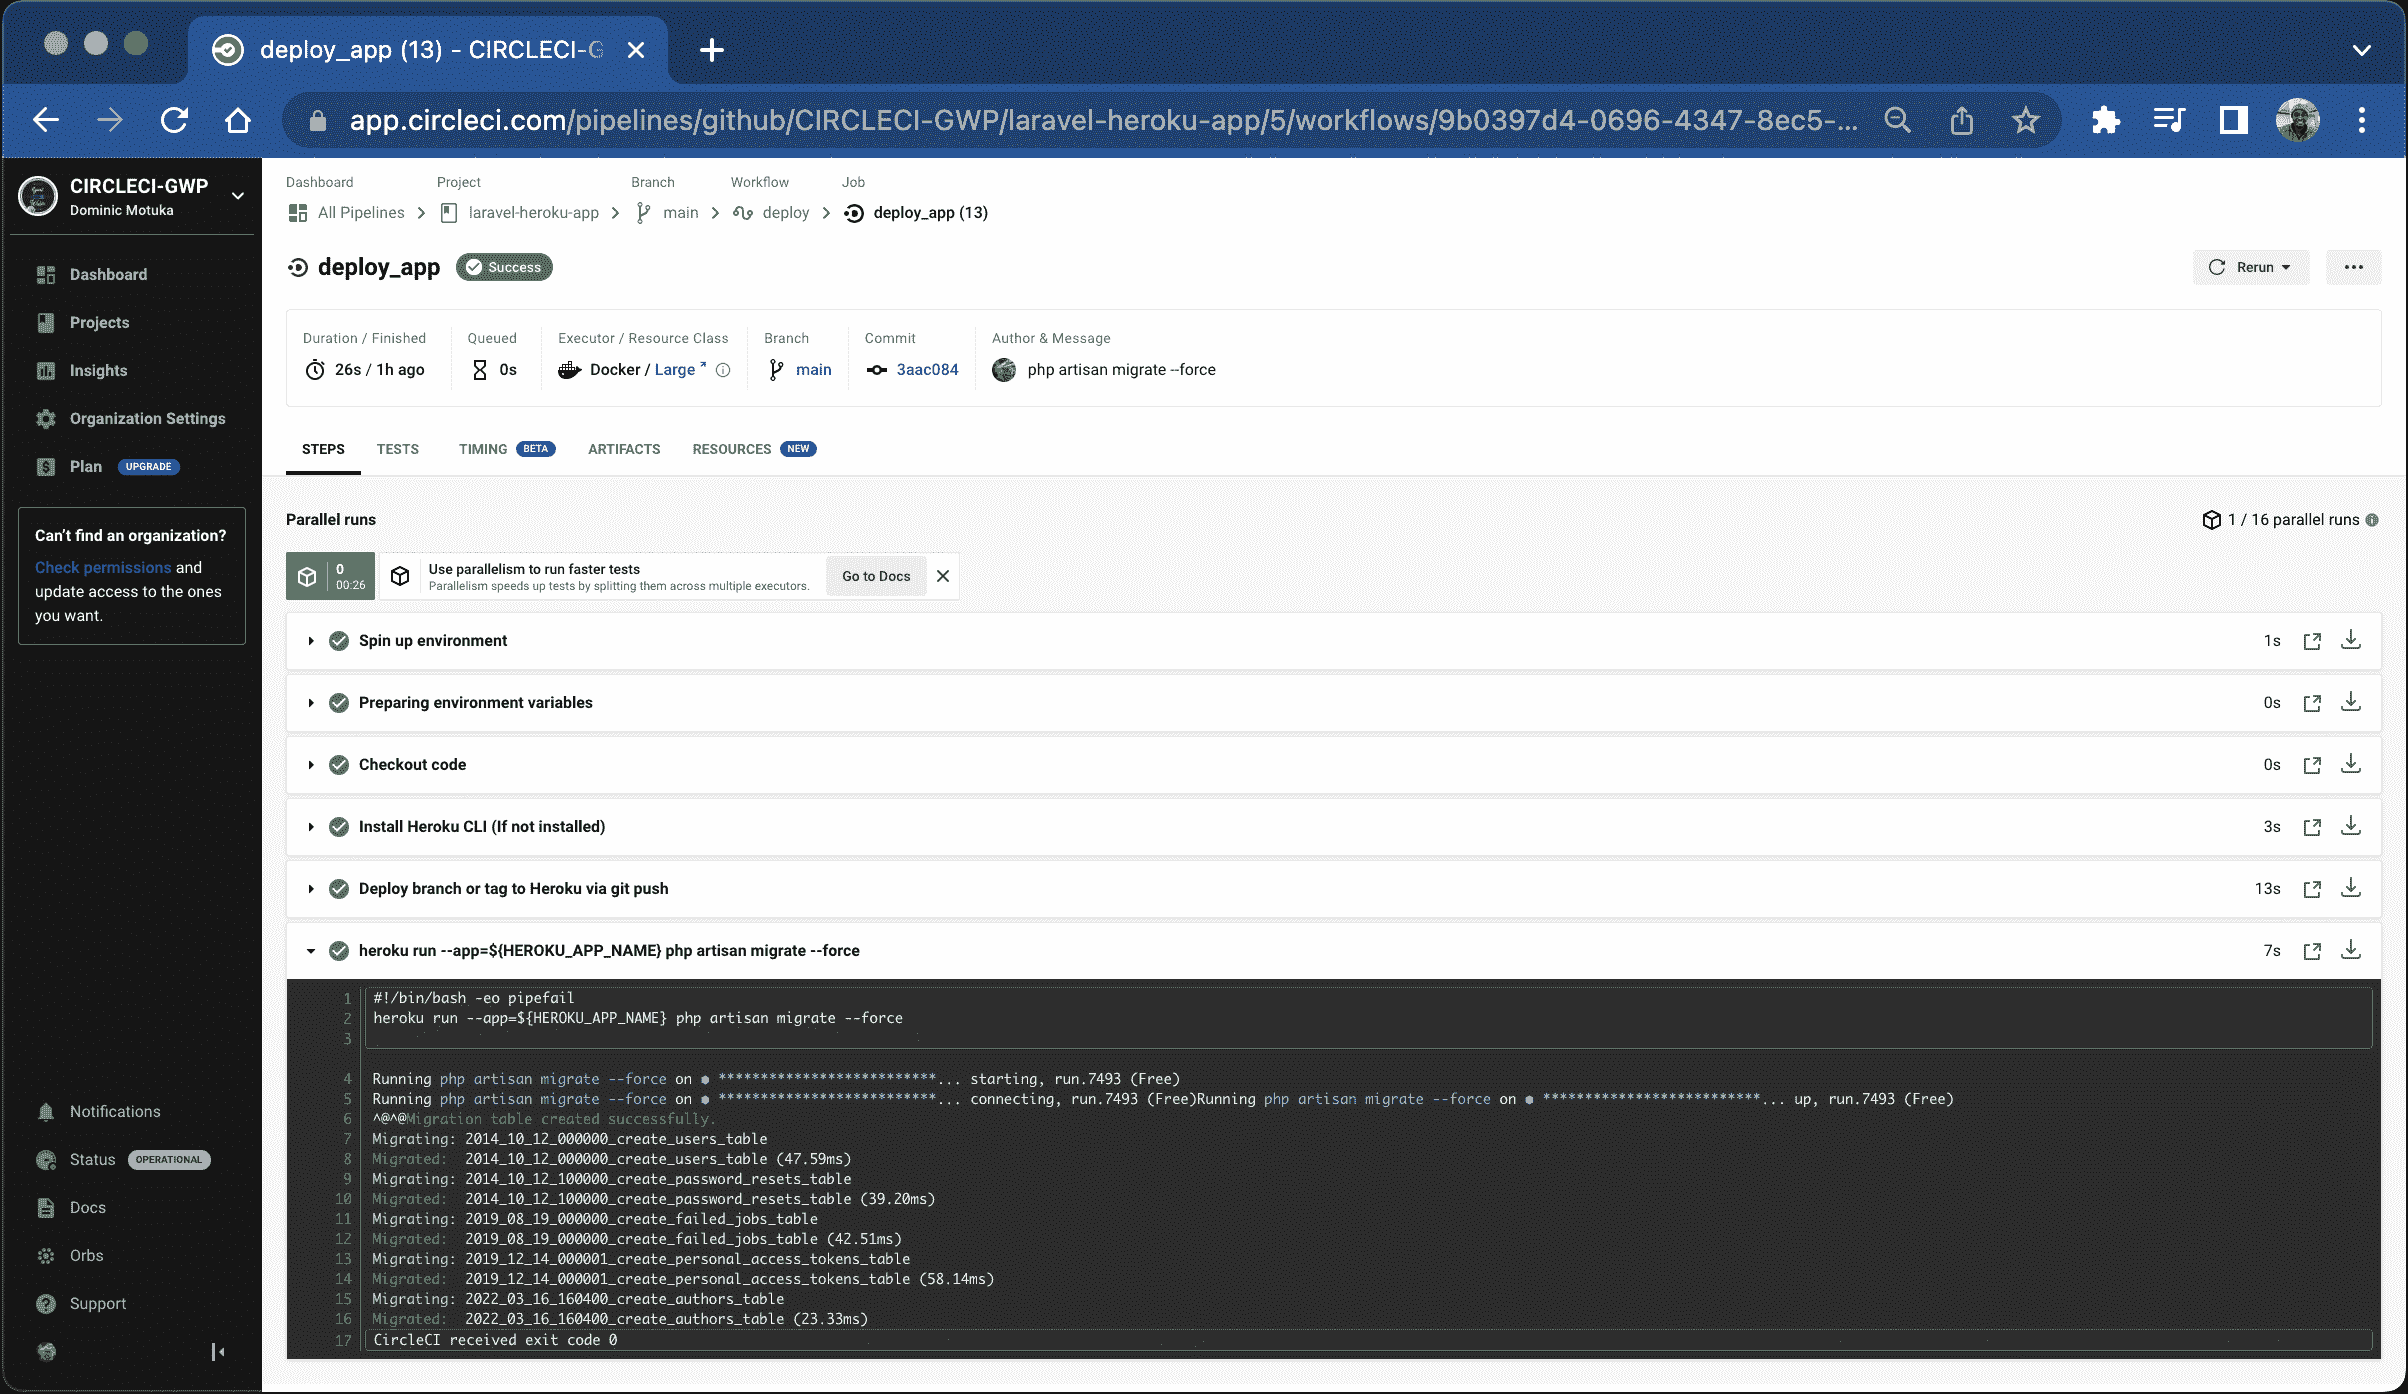 deploy_app (13) - CIRCLECI-G
app.circleci.com/pipelines/github/CIRCLECI-GWP/laravel-heroku-app/5/workflows/9b0397d4-0696-4347-8ec5-...
CIRCLECI-GWP
Dominic Motuka
Dashboard
Projects
Insights
Organization Settings
Plan UPGRADE
Can't find an organization?
Check permissions and
update access to the ones
you want.
Notifications
Status OPERATIONAL
Docs
Orbs
Support
Dashboard Project Branch Workflow Job
All Pipelines laravel-heroku-app main deploy deploy_app (13)
deploy_app Success Rerun
Duration / Finished Queued Executor / Resource Class Branch Commit Author & Message
26s / 1h ago 0s Docker / Large main 3aac084 php artisan migrate --force
STEPS TESTS TIMING BETA ARTIFACTS RESOURCES NEW
Parallel runs 1 / 16 parallel runs
0
00:26
Use parallelism to run faster tests
Parallelism speeds up tests by splitting them across multiple executors.
Go to Docs
Spin up environment 1s
Preparing environment variables 0s
Checkout code 0s
Install Heroku CLI (If not installed) 3s
Deploy branch or tag to Heroku via git push 13s
heroku run --app=${HEROKU_APP_NAME} php artisan migrate --force 7s
1 #!/bin/bash -eo pipefail
2 heroku run --app=${HEROKU_APP_NAME} php artisan migrate --force
3
4 Running php artisan migrate --force on ⬢ **************************... starting, run.7493 (Free)
5 Running php artisan migrate --force on ⬢ **************************... connecting, run.7493 (Free)Running php artisan migrate --force on ⬢ **************************... up, run.7493 (Free)
6 ^@^@Migration table created successfully.
7 Migrating: 2014_10_12_000000_create_users_table
8 Migrated:  2014_10_12_000000_create_users_table (47.59ms)
9 Migrating: 2014_10_12_100000_create_password_resets_table
10 Migrated:  2014_10_12_100000_create_password_resets_table (39.20ms)
11 Migrating: 2019_08_19_000000_create_failed_jobs_table
12 Migrated:  2019_08_19_000000_create_failed_jobs_table (42.51ms)
13 Migrating: 2019_12_14_000001_create_personal_access_tokens_table
14 Migrated:  2019_12_14_000001_create_personal_access_tokens_table (58.14ms)
15 Migrating: 2022_03_16_160400_create_authors_table
16 Migrated:  2022_03_16_160400_create_authors_table (23.33ms)
17 CircleCI received exit code 0